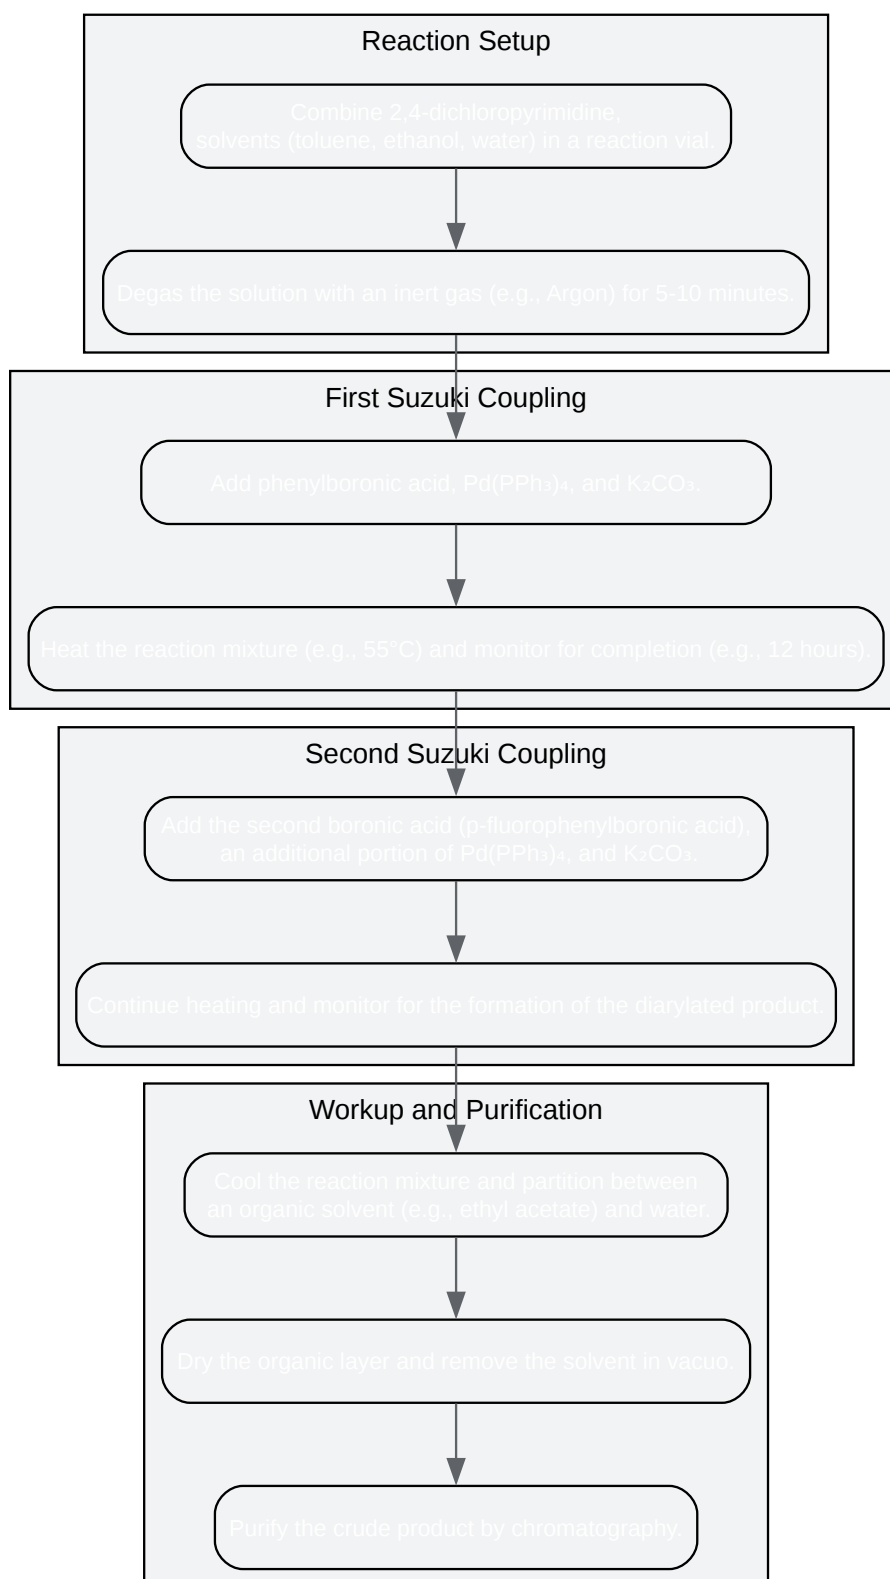 Reaction Setup
Combine 2,4-dichloropyrimidine,
solvents (toluene, ethanol, water) in a reaction vial.
Degas the solution with an inert gas (e.g., Argon) for 5-10 minutes.
First Suzuki Coupling
Add phenylboronic acid, Pd(PPh₃)₄, and K₂CO₃.
Heat the reaction mixture (e.g., 55°C) and monitor for completion (e.g., 12 hours).
Second Suzuki Coupling
Add the second boronic acid (p-fluorophenylboronic acid),
an additional portion of Pd(PPh₃)₄, and K₂CO₃.
Continue heating and monitor for the formation of the diarylated product.
Workup and Purification
Cool the reaction mixture and partition between
an organic solvent (e.g., ethyl acetate) and water.
Dry the organic layer and remove the solvent in vacuo.
Purify the crude product by chromatography.